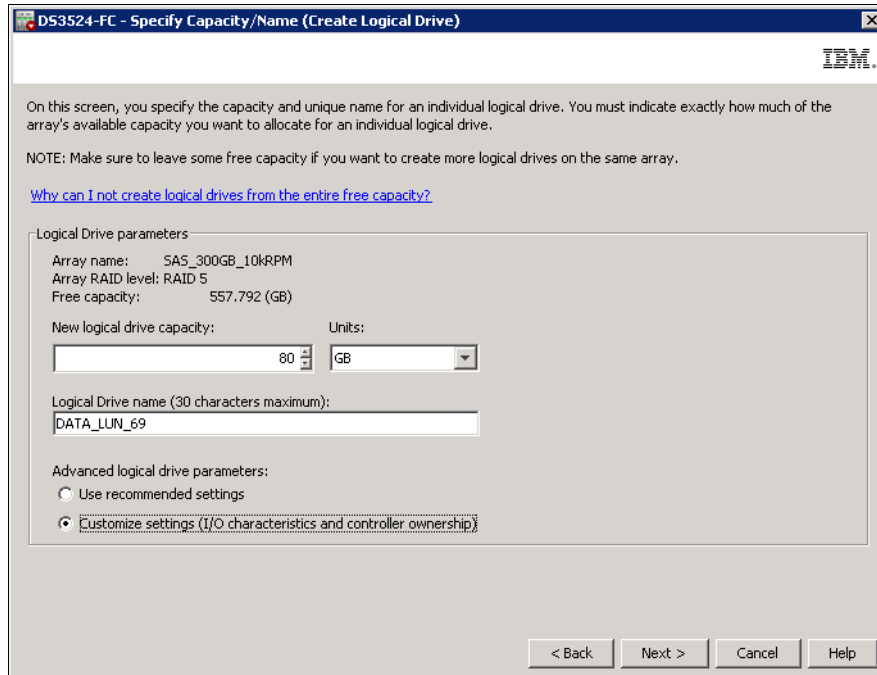 DS3524-FC - Specify Capacity/Name (Create Logical Drive)
IBM.
On this screen, you specify the capacity and unique name for an individual logical drive. You must indicate exactly how much of the
array's available capacity you want to allocate for an individual logical drive.
NOTE: Make sure to leave some free capacity if you want to create more logical drives on the same array.
Why can I not create logical drives from the entire free capacity?
Logical Drive parameters
Array name: SAS_300GB_10kRPM
Array RAID level: RAID 5
Free capacity: 557.792 (GB)
New logical drive capacity: Units:
80 GB
Logical Drive name (30 characters maximum):
DATA_LUN_69
Advanced logical drive parameters:
Use recommended settings
Customize settings (I/O characteristics and controller ownership)
< Back Next > Cancel Help